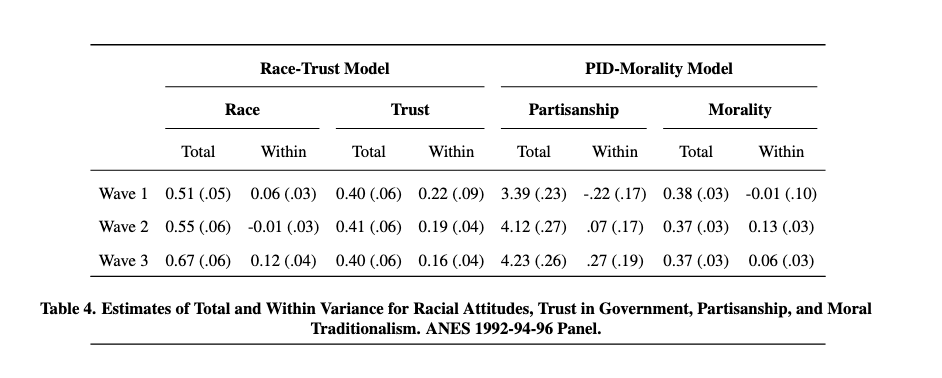 Race-Trust Model PID-Morality Model
Race Trust Partisanship Morality
Total Within Total Within Total Within Total Within
Wave 1 0.51 (.05) 0.06 (.03) 0.40 (.06) 0.22 (.09) 3.39 (.23) -.22 (.17) 0.38 (.03) -0.01 (.10)
Wave 2 0.55 (.06) -0.01 (.03) 0.41 (.06) 0.19 (.04) 4.12 (.27) .07 (.17) 0.37 (.03) 0.13 (.03)
Wave 3 0.67 (.06) 0.12 (.04) 0.40 (.06) 0.16 (.04) 4.23 (.26) .27 (.19) 0.37 (.03) 0.06 (.03)
Table 4. Estimates of Total and Within Variance for Racial Attitudes, Trust in Government, Partisanship, and Moral
Traditionalism. ANES 1992-94-96 Panel.